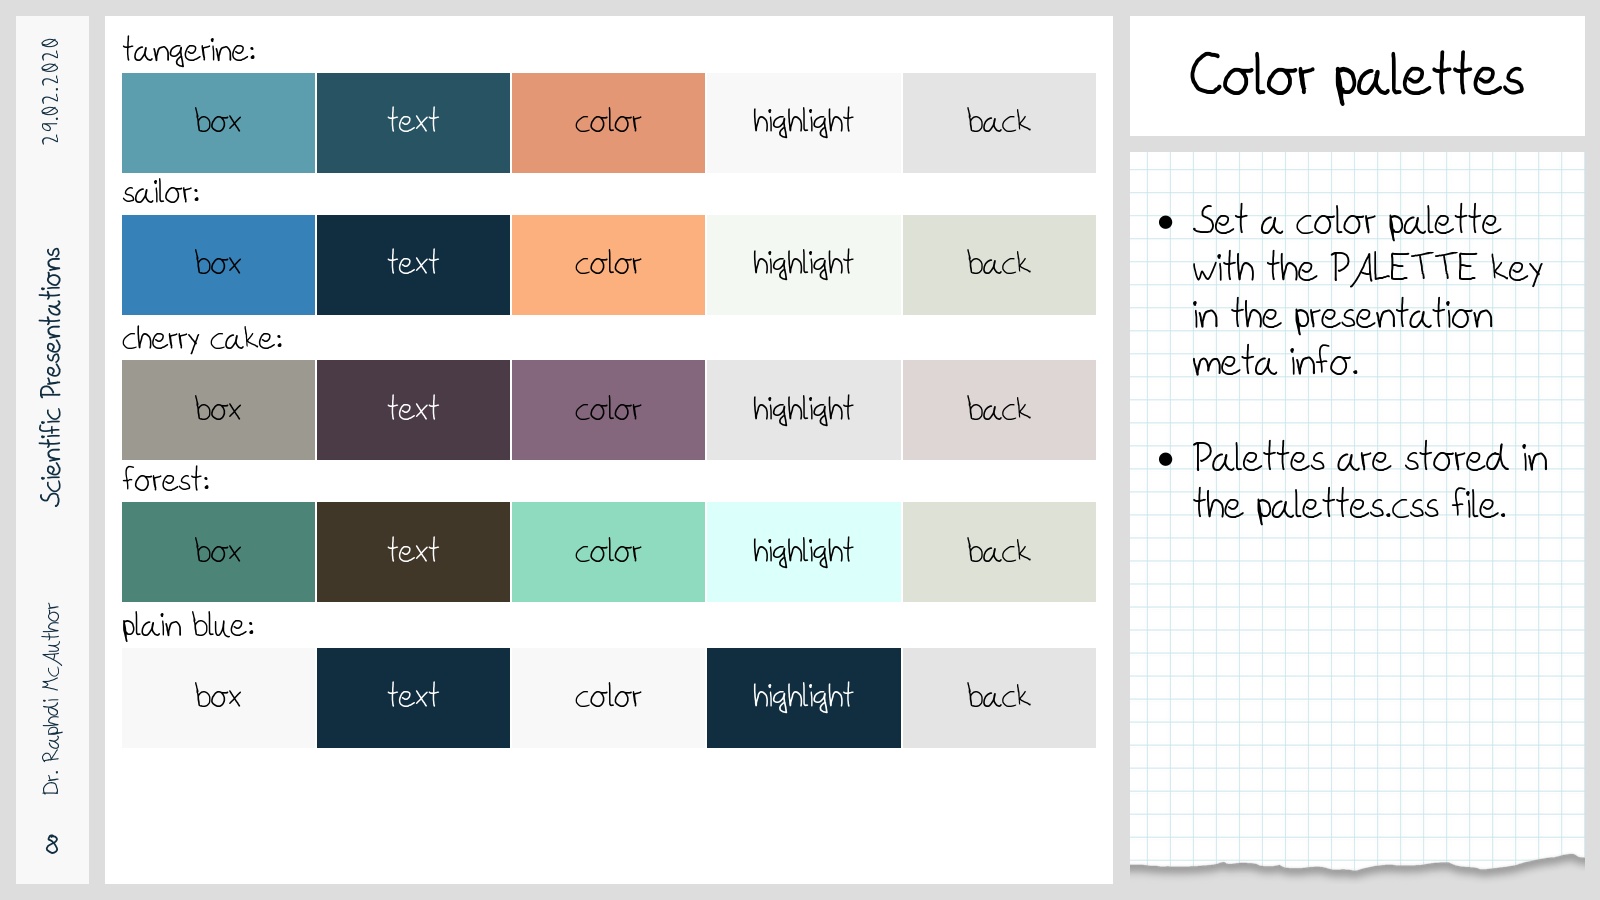 29.02.2020
Scientific Presentations
Dr. Raphdi McAuthor
8
tangerine:
box text color highlight back
sailor:
box text color highlight back
cherry cake:
box text color highlight back
forest:
box text color highlight back
plain blue:
box text color highlight back
Color palettes
• Set a color palette
with the PALETTE key
in the presentation
meta info.
• Palettes are stored in
the palettes.css file.